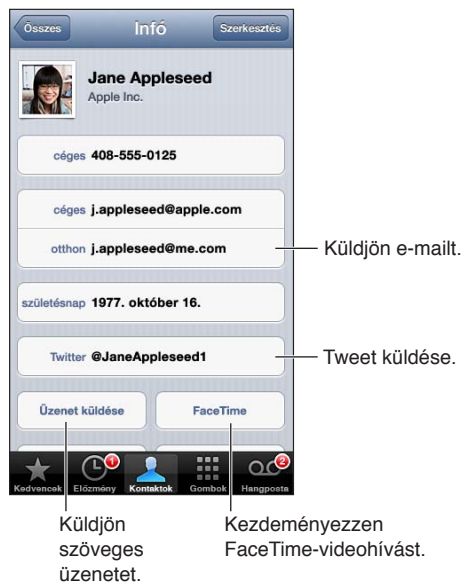 Összes Infó Szerkesztés
Jane Appleseed
Apple Inc.
céges 408-555-0125
céges j.appleseed@apple.com
otthon j.appleseed@me.com
Küldjön e-mailt.
születésnap 1977. október 16.
Twitter @JaneAppleseed1
Tweet küldése.
Üzenet küldése FaceTime
1 2
Kedvencek Előzmény Kontaktok Gombok Hangposta
Küldjön
szöveges
üzenetet.
Kezdeményezzen
FaceTime-videohívást.